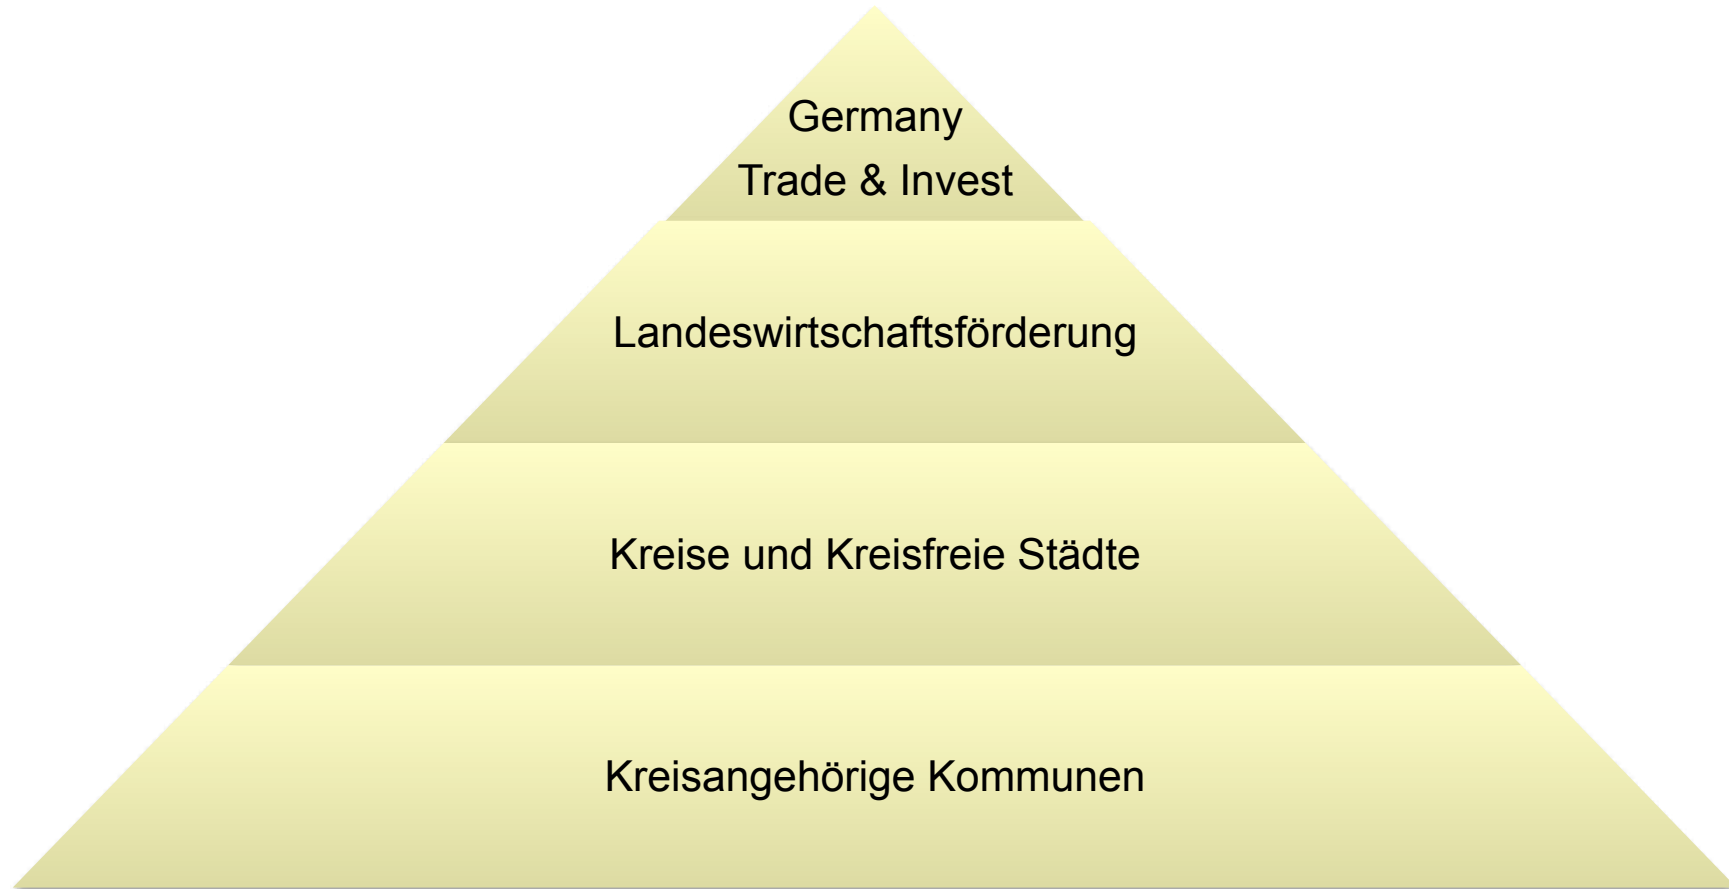 Germany
Trade & Invest
Landeswirtschaftsförderung
Kreise und Kreisfreie Städte
Kreisangehörige Kommunen